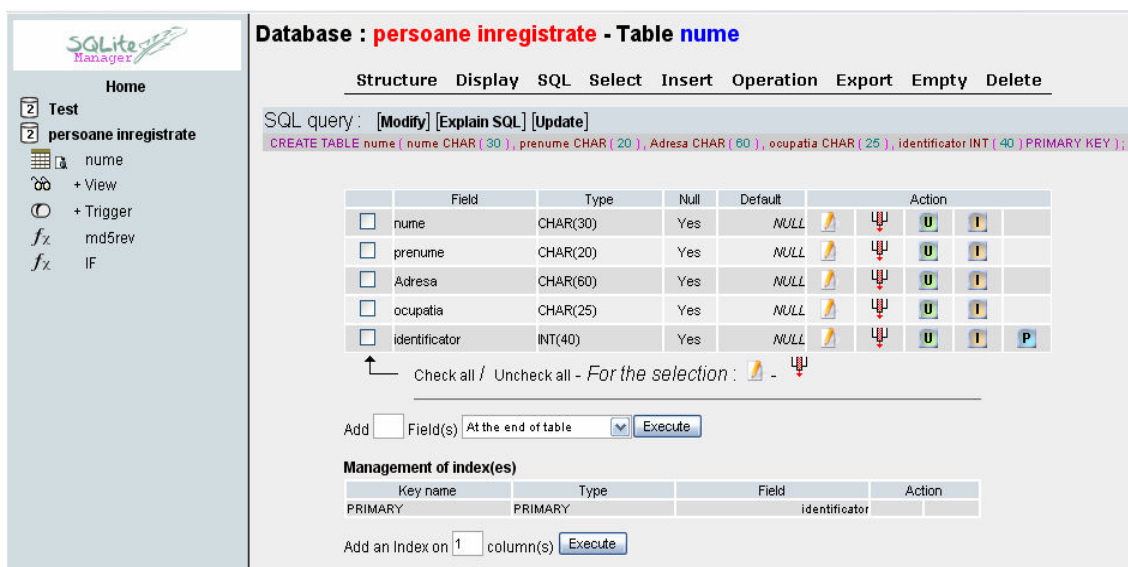 SQLite
Manager
Home
2 Test
2 persoane inregistrate
nume
+ View
+ Trigger
fx md5rev
fx IF
Database : persoane inregistrate - Table nume
Structure Display SQL Select Insert Operation Export Empty Delete
SQL query : [Modify] [Explain SQL] [Update]
CREATE TABLE nume ( nume CHAR ( 30 ) , prenume CHAR ( 20 ) , Adresa CHAR ( 60 ) , ocupatia CHAR ( 25 ) , identificator INT ( 40 ) PRIMARY KEY ) ;
Field Type Null Default Action
nume CHAR(30) Yes NULL U I
prenume CHAR(20) Yes NULL U I
Adresa CHAR(60) Yes NULL U I
ocupatia CHAR(25) Yes NULL U I
identificator INT(40) Yes NULL U I P
Check all / Uncheck all - For the selection : -
Add Field(s) At the end of table Execute
Management of index(es)
Key name Type Field Action
PRIMARY PRIMARY identificator
Add an Index on 1 column(s) Execute